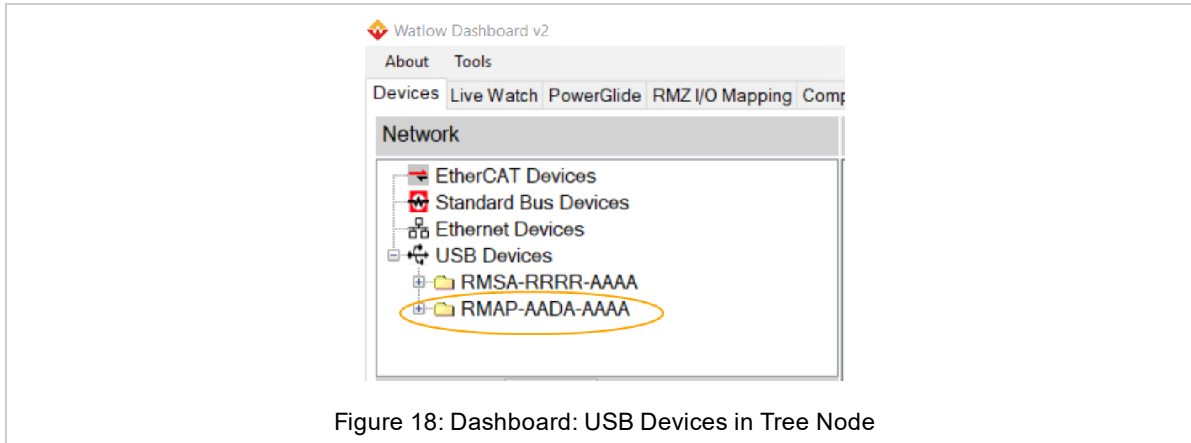 Watlow Dashboard v2
About Tools
Devices Live Watch PowerGlide RMZ I/O Mapping
Network
EtherCAT Devices
Standard Bus Devices
Ethernet Devices
USB Devices
RMSA-RRRR-AAAA
RMAP-AADA-AAAA
Figure 18: Dashboard: USB Devices in Tree Node